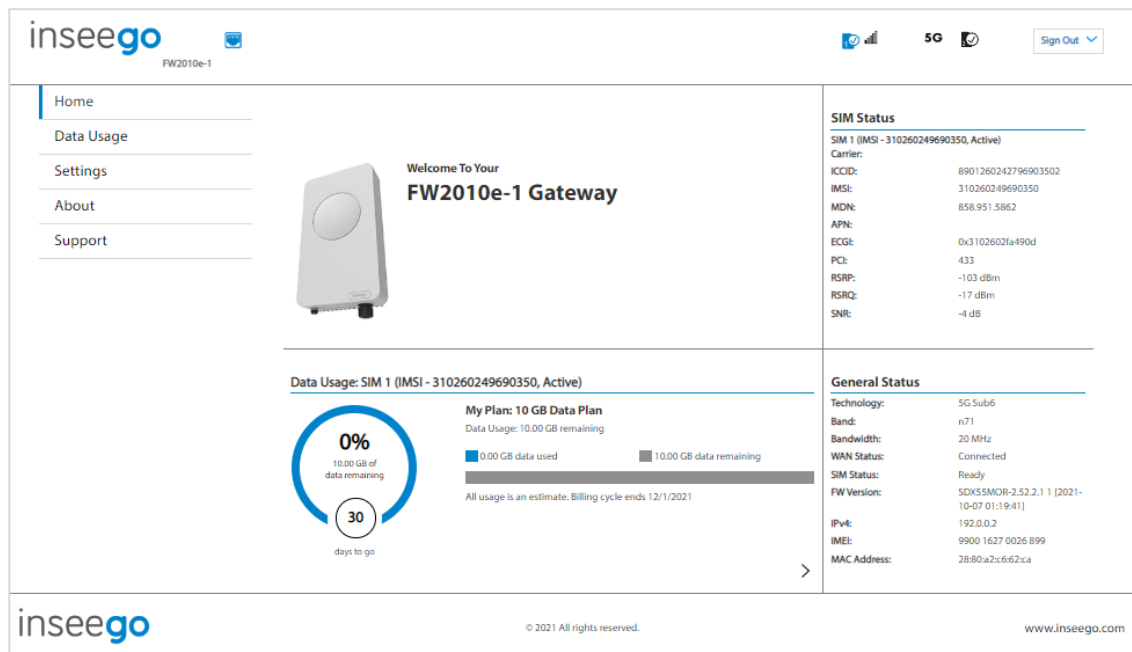 inseego
FW2010e-1
5G
Sign Out
Home
Data Usage
Settings
About
Support
Welcome To Your
FW2010e-1 Gateway
SIM Status
SIM 1 (IMSI - 310260249690350, Active)
Carrier:
ICCID: 8901260242796903502
IMSI: 310260249690350
MDN: 858.951.5862
APN:
ECGI: 0x3102602fa490d
PCI: 433
RSRP: -103 dBm
RSRQ: -17 dBm
SNR: -4 dB
Data Usage: SIM 1 (IMSI - 310260249690350, Active)
0%
10.00 GB of
data remaining
30
days to go
My Plan: 10 GB Data Plan
Data Usage: 10.00 GB remaining
0.00 GB data used 10.00 GB data remaining
All usage is an estimate. Billing cycle ends 12/1/2021
General Status
Technology: 5G Sub6
Band: n71
Bandwidth: 20 MHz
WAN Status: Connected
SIM Status: Ready
FW Version: SDX55MOR-2.52.2.1 1 [2021-
10-07 01:19:41]
IPv4: 192.0.0.2
IMEI: 9900 1627 0026 899
MAC Address: 28:80:a2:c6:62:ca
inseego
© 2021 All rights reserved.
www.inseego.com